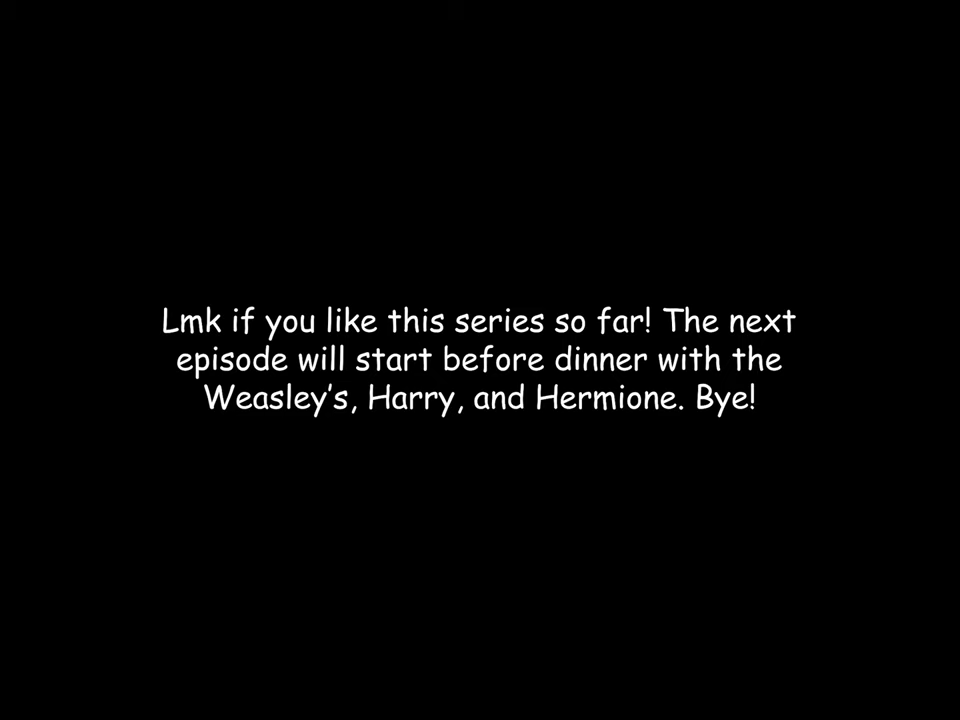 Lmk if you like this series so far! The next
episode will start before dinner with the
Weasley’s, Harry, and Hermione. Bye!